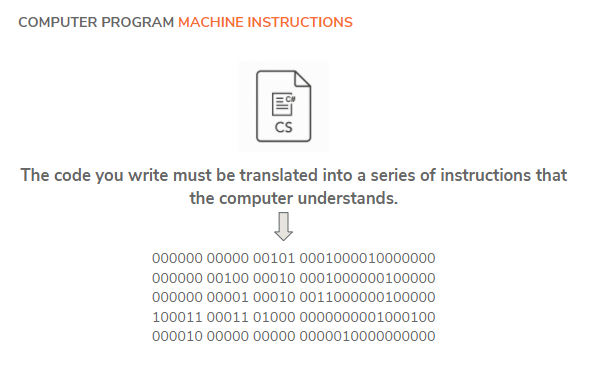 COMPUTER PROGRAM MACHINE INSTRUCTIONS
C#
CS
The code you write must be translated into a series of instructions that
the computer understands.
000000 00000 00101 0001000010000000
000000 00100 00010 0001000000100000
000000 00001 00010 0011000000100000
100011 00011 01000 0000000001000100
000010 00000 00000 0000010000000000